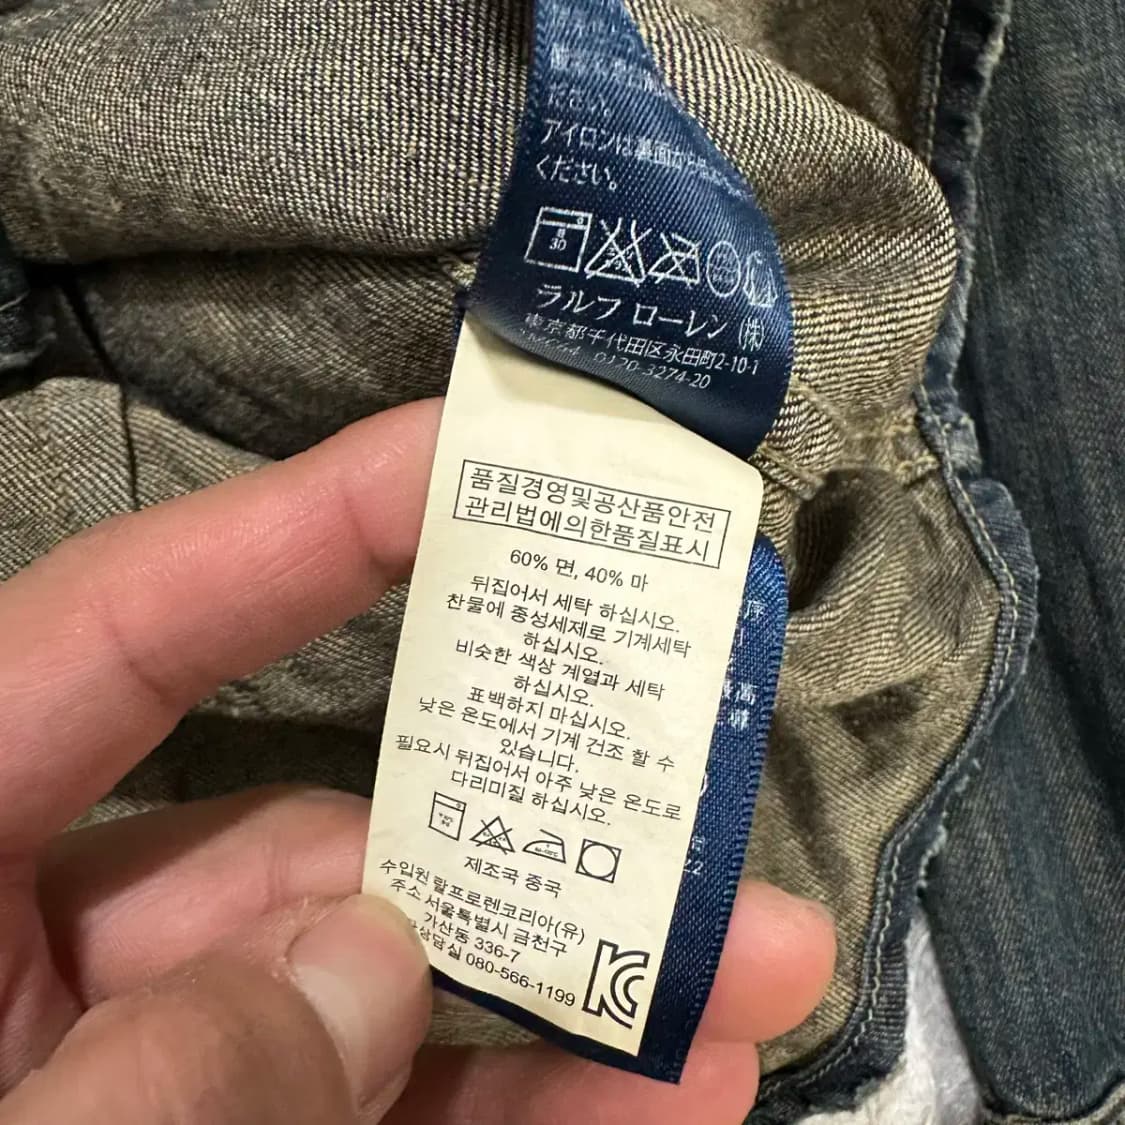 ださい。
アイロンは裏面から
ください。
30
ラルフ ローレン (株)
東京都千代田区永田町2-10-1
0120-3274-20
품질경영및공산품안전
관리법에의한품질표시
60% 면, 40% 마
뒤집어서 세탁 하십시오.
찬물에 중성세제로 기계세탁
하십시오.
비슷한 색상 계열과 세탁
하십시오.
표백하지 마십시오.
낮은 온도에서 기계 건조 할 수
있습니다.
필요시 뒤집어서 아주 낮은 온도로
다리미질 하십시오.
제조국 중국
수입원 랄프로렌코리아(유)
주소 서울특별시 금천구
가산동 336-7
상담실 080-566-1199
KC